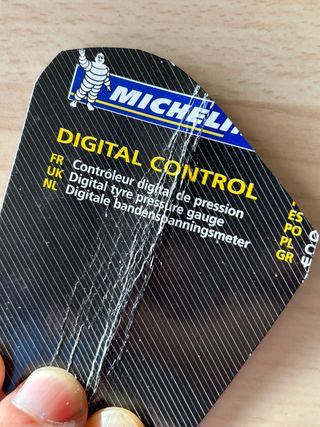 MICHELI
DIGITAL CONTROL
FR Contrôleur digital de pression
UK Digital tyre pressure gauge
NL Digitale bandenspanningsmeter
ES
PO
PL
GR